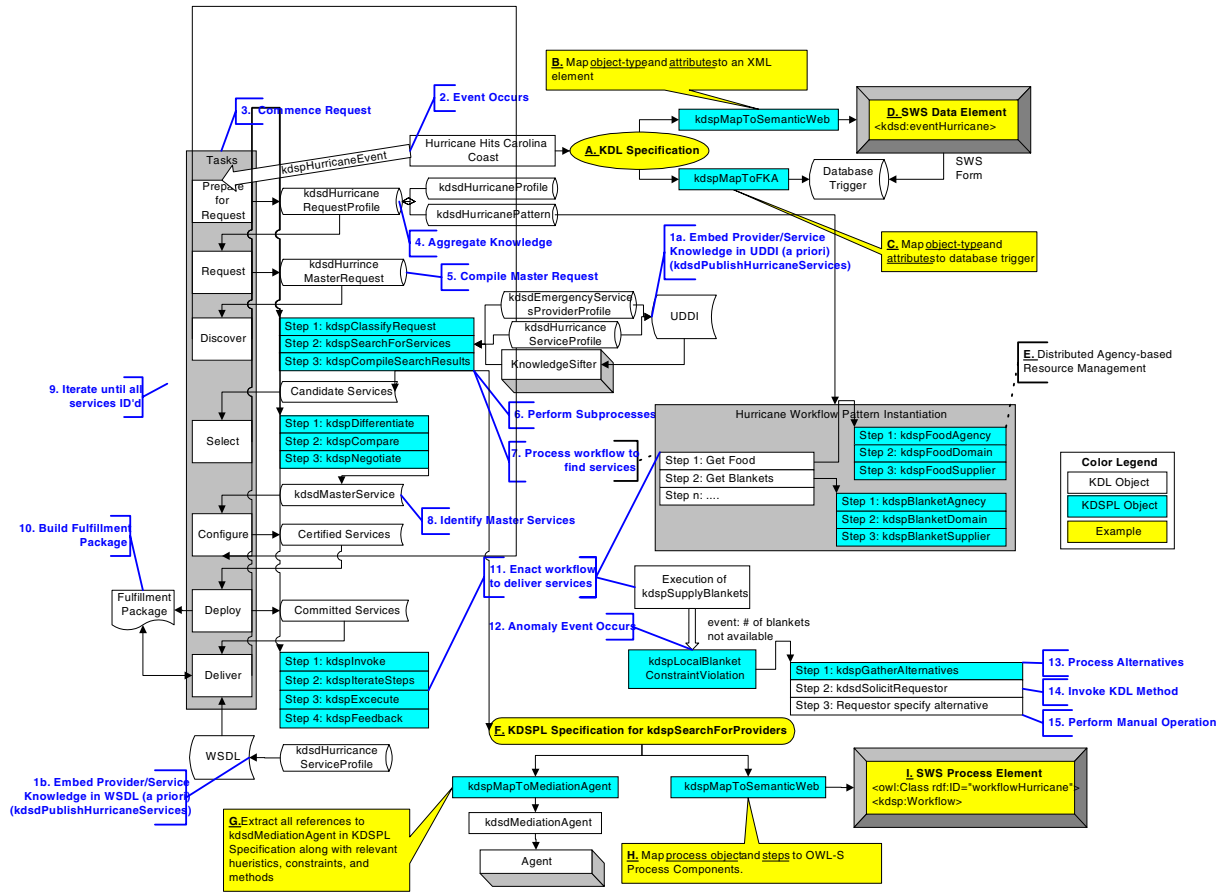 B. Map object-type and attributes to an XML
element
2. Event Occurs
3. Commence Request
kdspMapToSemanticWeb
D. SWS Data Element
<kdsd:eventHurricane>
Hurricane Hits Carolina
Coast
A. KDL Specification
kdspHurricaneEvent
Tasks
SWS
Form
kdspMapToFKA
Database
Trigger
Prepare
for
Request
kdsdHurricane
RequestProfile
kdsdHurricaneProfile
kdsdHurricanePattern
4. Aggregate Knowledge
1a. Embed Provider/Service
Knowledge in UDDI (a priori)
(kdsdPublishHurricaneServices)
C. Map object-type and
attributes to database trigger
Request
kdsdHurrince
MasterRequest
5. Compile Master Request
kdsdEmergencyService
sProviderProfile
UDDI
Discover
Step 1: kdspClassifyRequest
Step 2: kdspSearchForServices
Step 3: kdspCompileSearchResults
kdsdHurricance
ServiceProfile
KnowledgeSifter
E. Distributed Agency-based
Resource Management
9. Iterate until all
services ID'd
Candidate Services
6. Perform Subprocesses
Hurricane Workflow Pattern Instantiation
Select
Step 1: kdspDifferentiate
Step 2: kdspCompare
Step 3: kdspNegotiate
7. Process workflow to
find services
Step 1: Get Food
Step 2: Get Blankets
Step n: ....
Step 1: kdspFoodAgency
Step 2: kdspFoodDomain
Step 3: kdspFoodSupplier
Step 1: kdspBlanketAgnecy
Step 2: kdspBlanketDomain
Step 3: kdspBlanketSupplier
Color Legend
KDL Object
KDSPL Object
Example
kdsdMasterService
8. Identify Master Services
10. Build Fulfillment
Package
Configure
Certified Services
11. Enact workflow
to deliver services
Execution of
kdspSupplyBlankets
Fulfillment
Package
Deploy
Committed Services
12. Anomaly Event Occurs
event: # of blankets
not available
Deliver
Step 1: kdspInvoke
Step 2: kdspIterateSteps
Step 3: kdspExcecute
Step 4: kdspFeedback
kdspLocalBlanket
ConstraintViolation
Step 1: kdspGatherAlternatives
Step 2: kdsdSolicitRequestor
Step 3: Requestor specify alternative
13. Process Alternatives
14. Invoke KDL Method
15. Perform Manual Operation
F. KDSPL Specification for kdspSearchForProviders
WSDL
kdsdHurricance
ServiceProfile
1b. Embed Provider/Service
Knowledge in WSDL (a priori)
(kdsdPublishHurricaneServices)
kdspMapToMediationAgent
kdspMapToSemanticWeb
I. SWS Process Element
<owl:Class rdf:ID="workflowHurricane">
<kdsp:Workflow>
G.Extract all references to
kdsdMediationAgent in KDSPL
Specification along with relevant
hueristics, constraints, and
methods
kdsdMediationAgent
Agent
H. Map process object and steps to OWL-S
Process Components.